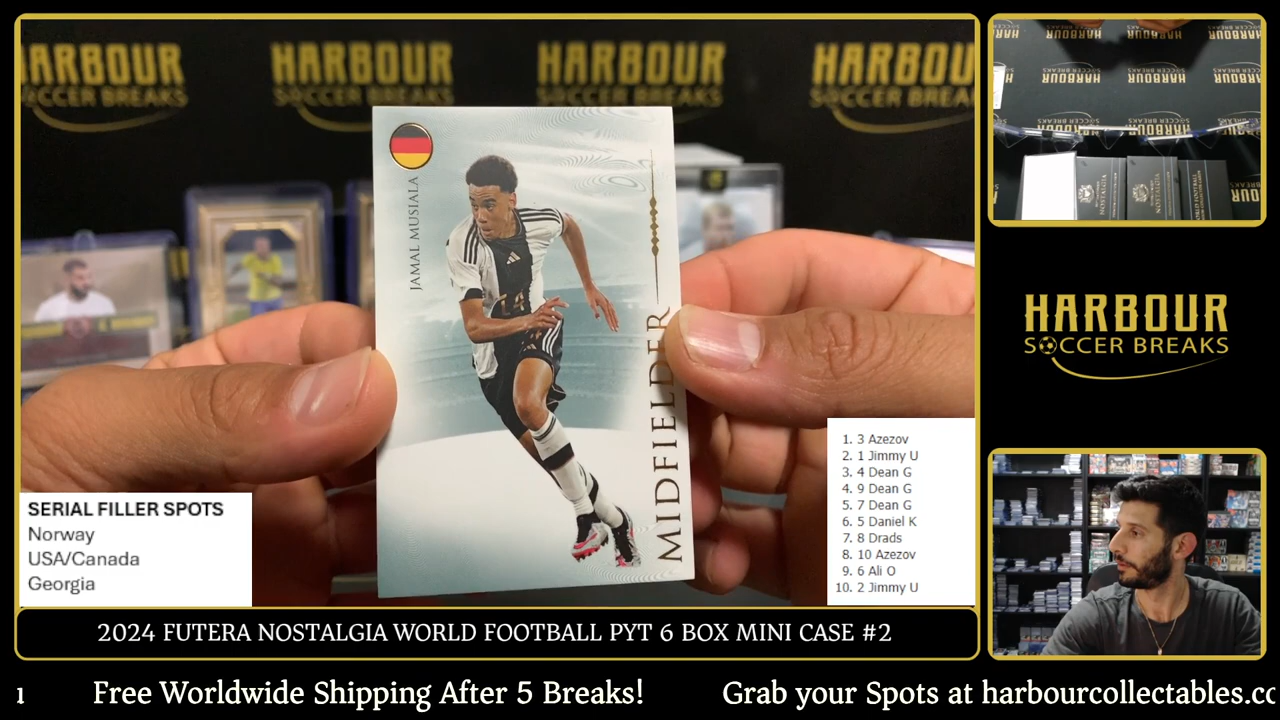 HARBOUR
SOCCER BREAKS
HARBOUR
SOCCER BREAKS
HARBOUR
SOCCER BREAKS
HARBOUR
SOCCER BREA
JAMAL MUSIALA
MIDFIELDER
HARBOUR
SOCCER BREAKS
1. 3 Azezov
2. 1 Jimmy U
3. 4 Dean G
4. 9 Dean G
5. 7 Dean G
6. 5 Daniel K
7. 8 Drads
8. 10 Azezov
9. 6 Ali O
10. 2 Jimmy U
SERIAL FILLER SPOTS
Norway
USA/Canada
Georgia
2024 FUTERA NOSTALGIA WORLD FOOTBALL PYT 6 BOX MINI CASE #2
1 Free Worldwide Shipping After 5 Breaks! Grab your Spots at harbourcollectables.co